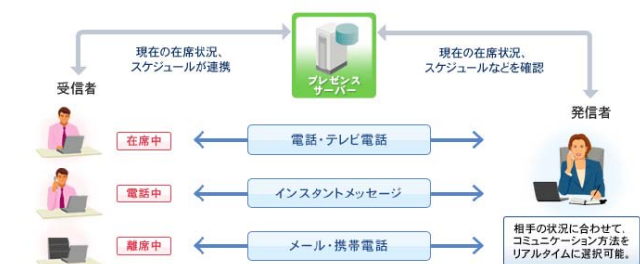 現在の在席状況、
スケジュールが連携
プレゼンス
サーバー
現在の在席状況、
スケジュールなどを確認
受信者
発信者
在席中
電話・テレビ電話
電話中
インスタントメッセージ
離席中
メール・携帯電話
相手の状況に合わせて、
コミュニケーション方法を
リアルタイムに選択可能。